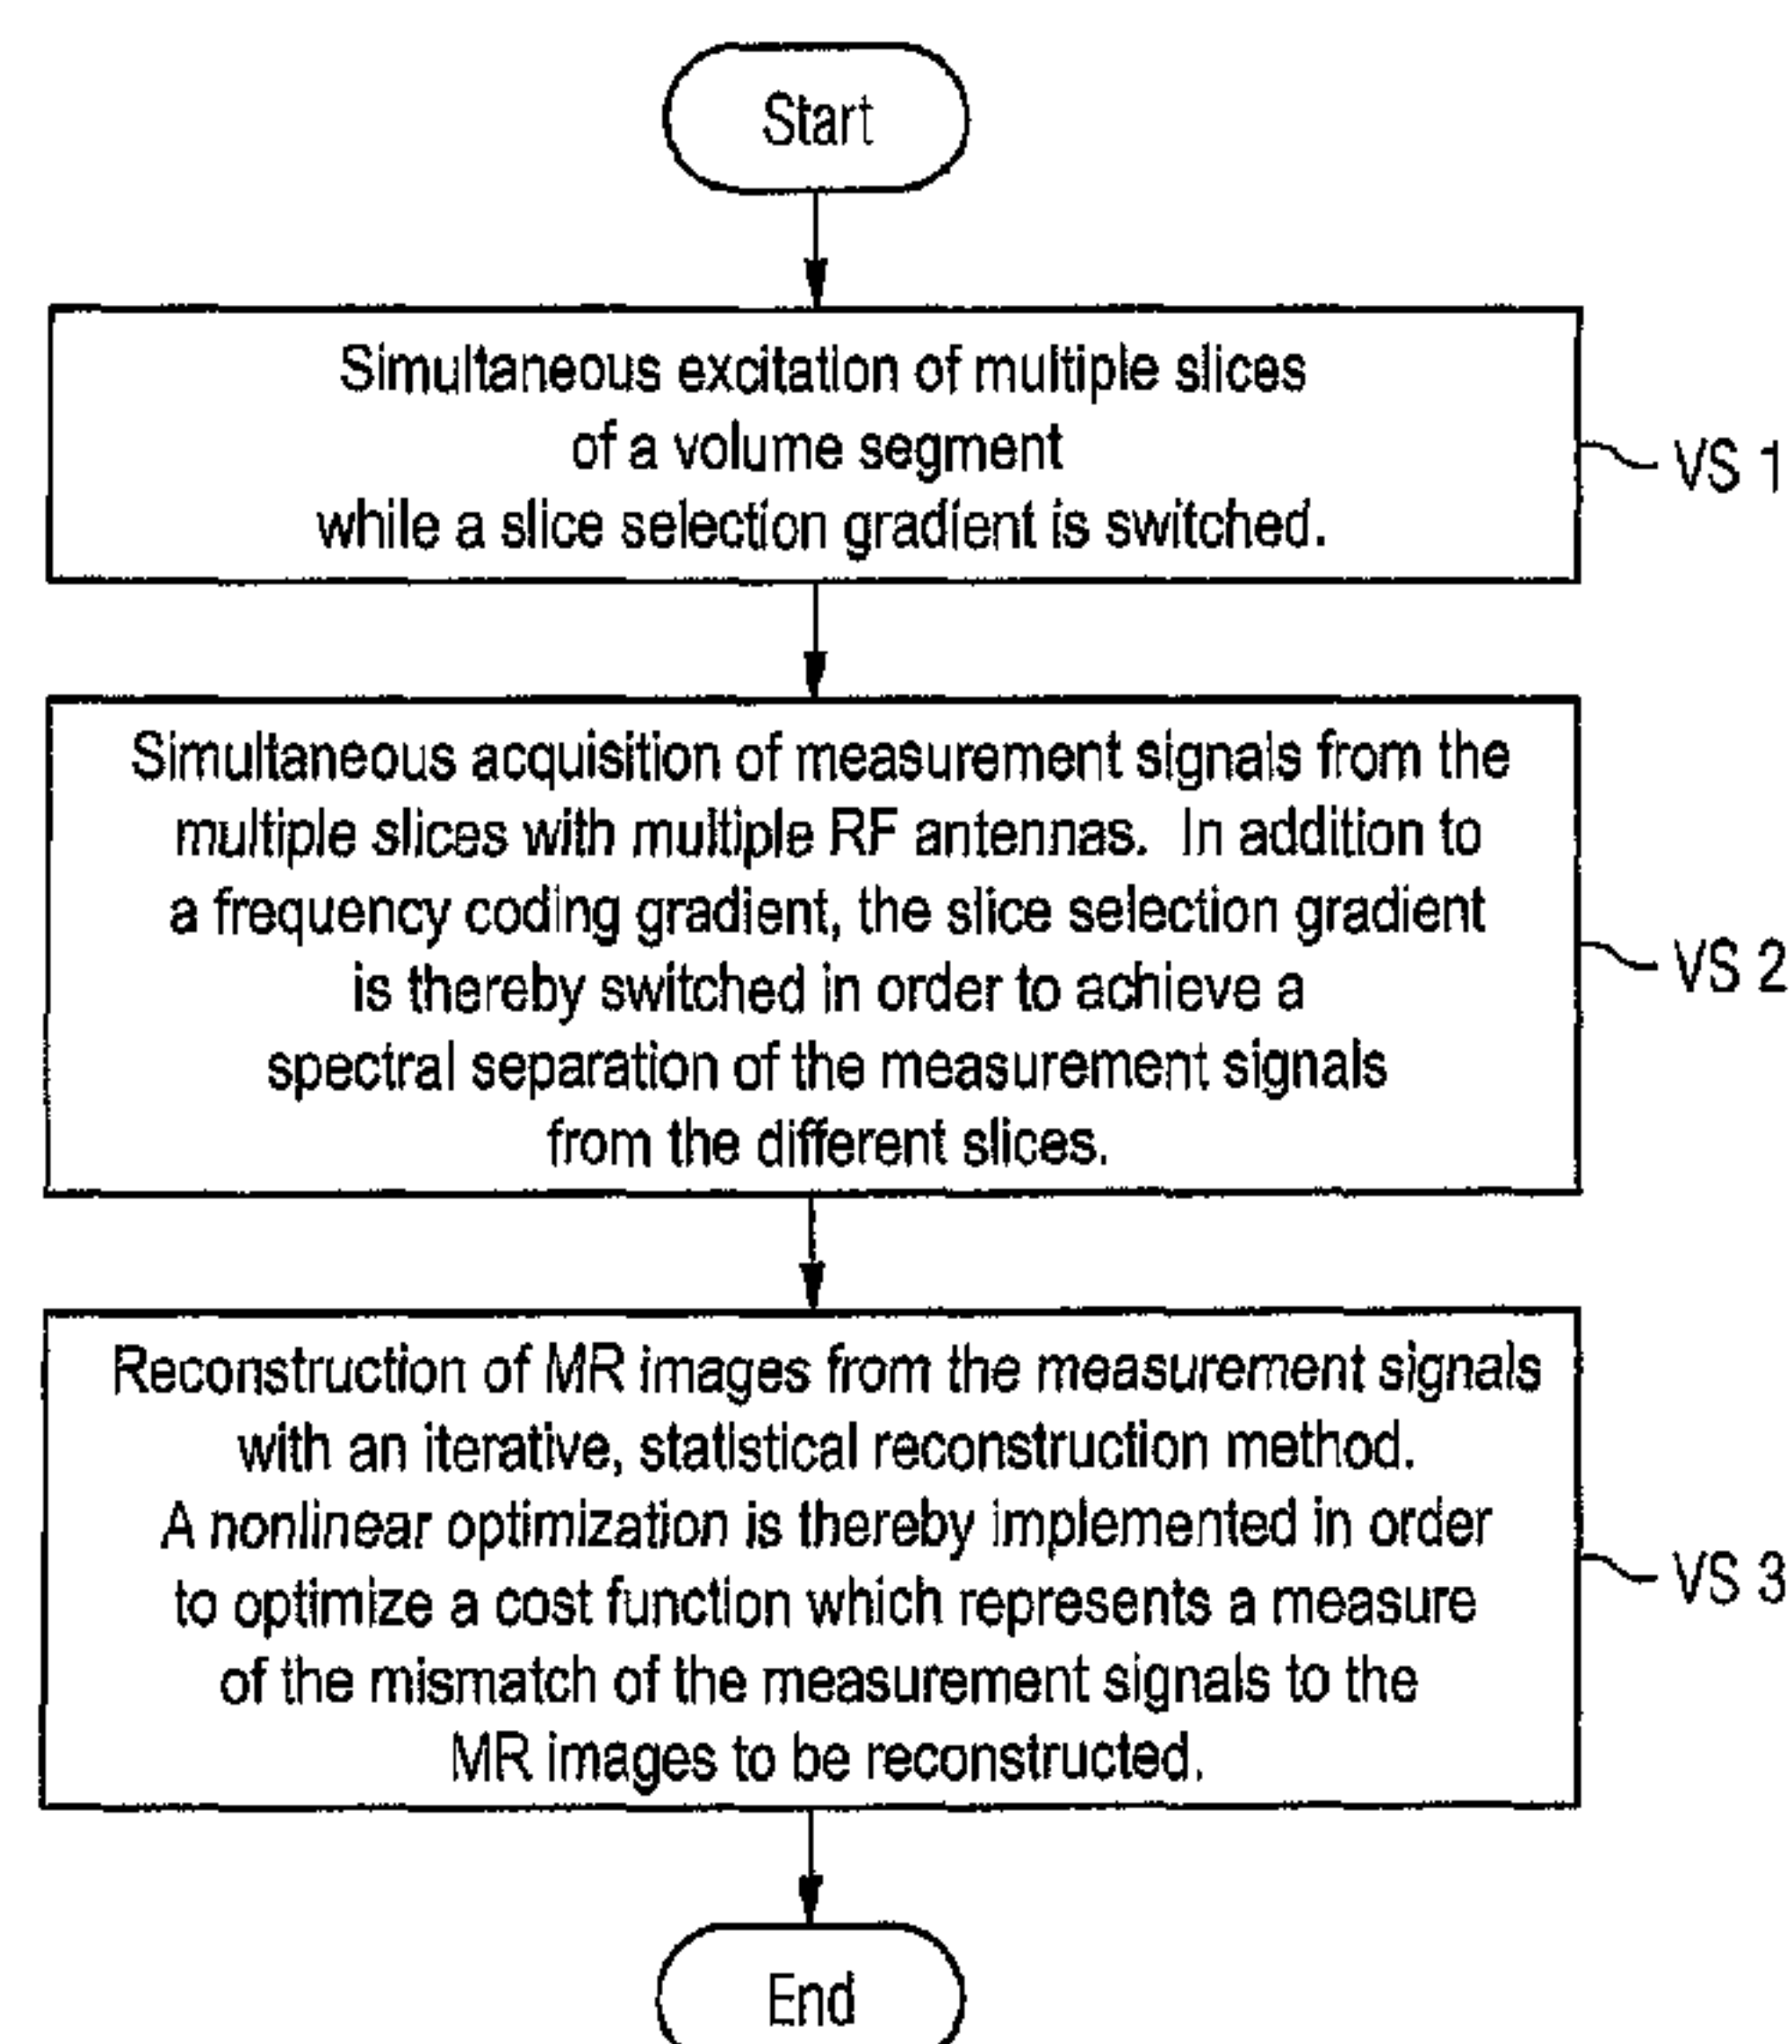 Start
Simultaneous excitation of multiple slices
of a volume segment
while a slice selection gradient is switched.
VS 1
Simultaneous acquisition of measurement signals from the
multiple slices with multiple RF antennas. In addition to
a frequency coding gradient, the slice selection gradient
is thereby switched in order to achieve a
spectral separation of the measurement signals
from the different slices.
VS 2
Reconstruction of MR images from the measurement signals
with an iterative, statistical reconstruction method.
A nonlinear optimization is thereby implemented in order
to optimize a cost function which represents a measure
of the mismatch of the measurement signals to the
MR images to be reconstructed.
VS 3
End